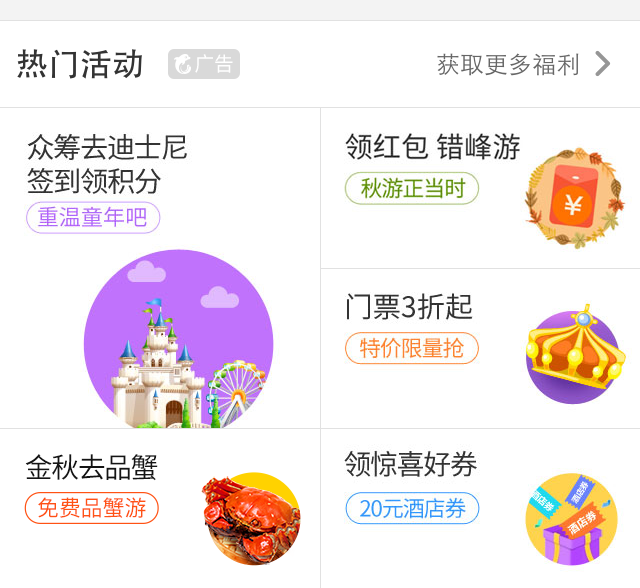 热门活动
广告
获取更多福利
众筹去迪士尼
签到领积分
重温童年吧
领红包 错峰游
秋游正当时
¥
门票3折起
特价限量抢
金秋去品蟹
免费品蟹游
领惊喜好券
20元酒店券
酒店券
酒店券
酒店券